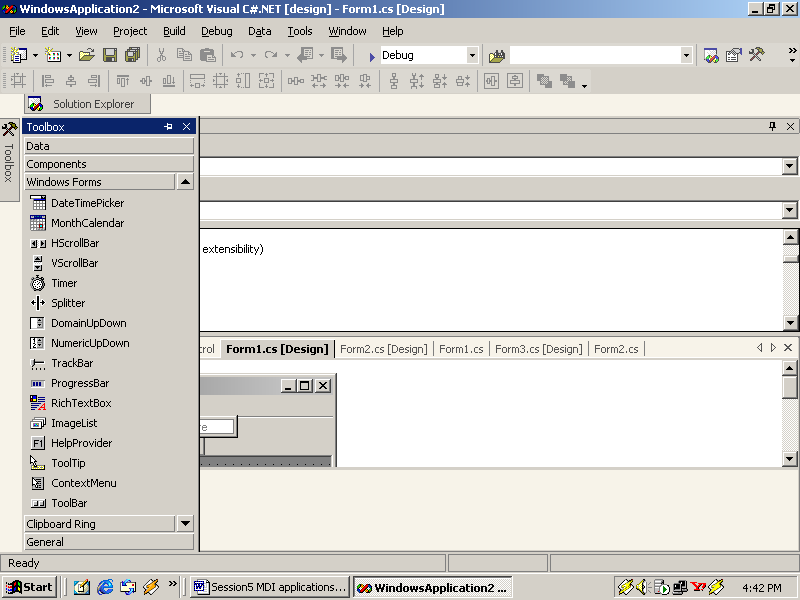 WindowsApplication2 - Microsoft Visual C#.NET [design] - Form1.cs [Design]
File Edit View Project Build Debug Data Tools Window Help
Debug
Solution Explorer
Toolbox
Toolbox
Data
Components
Windows Forms
DateTimePicker
MonthCalendar
HScrollBar
VScrollBar
extensibility)
Timer
Splitter
DomainUpDown
NumericUpDown
trol Form1.cs [Design] Form2.cs [Design] Form1.cs Form3.cs [Design] Form2.cs
TrackBar
ProgressBar
RichTextBox
ImageList
re
F1 HelpProvider
ToolTip
ContextMenu
ToolBar
Clipboard Ring
General
Ready
Start Session5 MDI applications... WindowsApplication2 ... 4:42 PM